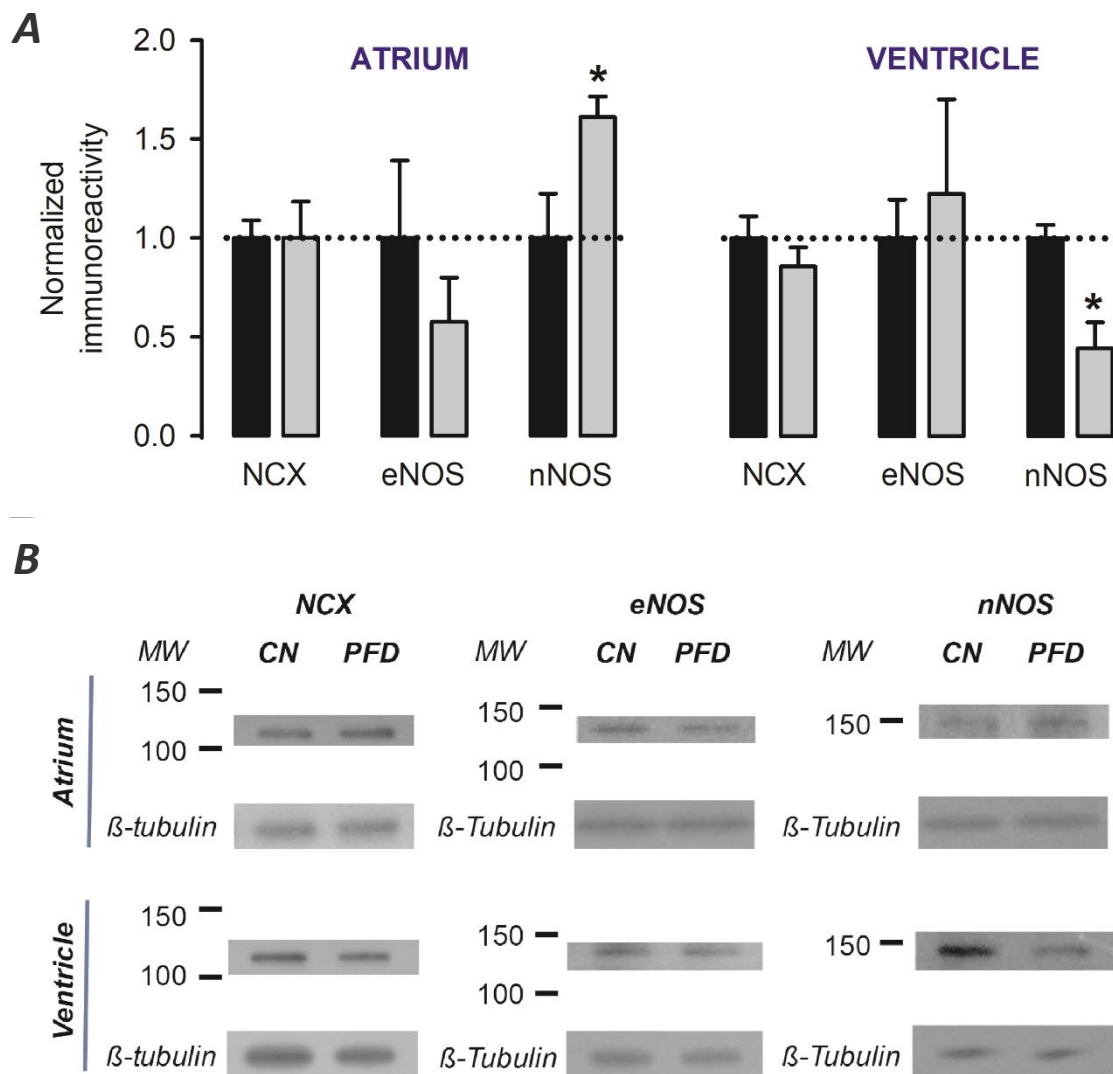 A
2.0
ATRIUM
VENTRICLE
*
1.5
1.0
*
0.5
0.0
Normalized
immunoreactivity
NCX eNOS nNOS NCX eNOS nNOS
B
NCX eNOS nNOS
MW CN PFD MW CN PFD MW CN PFD
Atrium
150 150 150
100 100
ß-tubulin ß-Tubulin ß-Tubulin
Ventricle
150 150 150
100 100
ß-tubulin ß-Tubulin ß-Tubulin